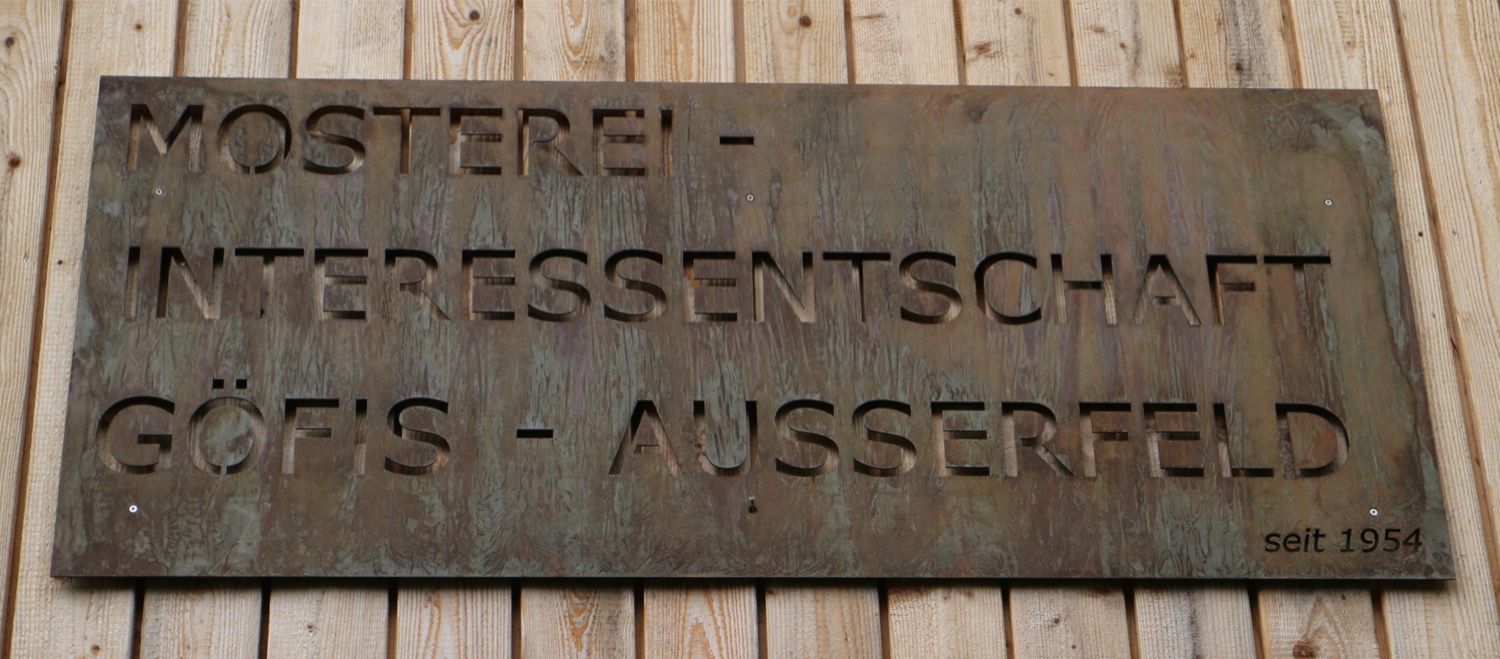 MOSTEREI -
INTERESSENTSCHAFT
GÖFIS - AUSSERFELD
seit 1954